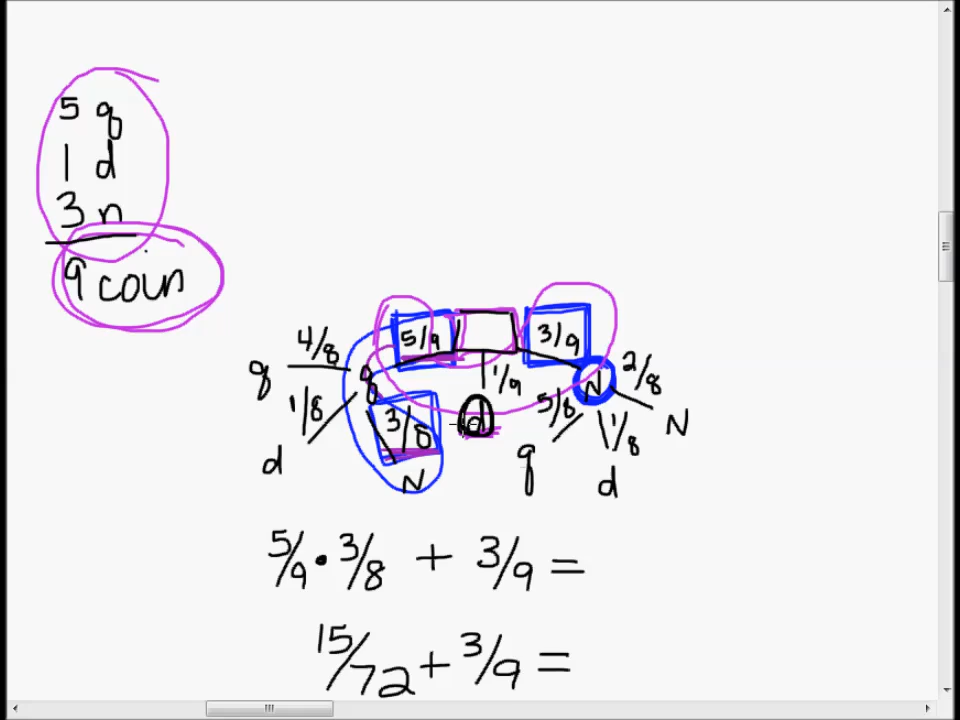 5 q
1 d
3 n
9 coin
5/9 3/9
4/8 1/9 2/8
q q N
1/8 3/8 d 5/8 1/8 N
d N q d
5/9 · 3/8 + 3/9 =
15/72 + 3/9 =